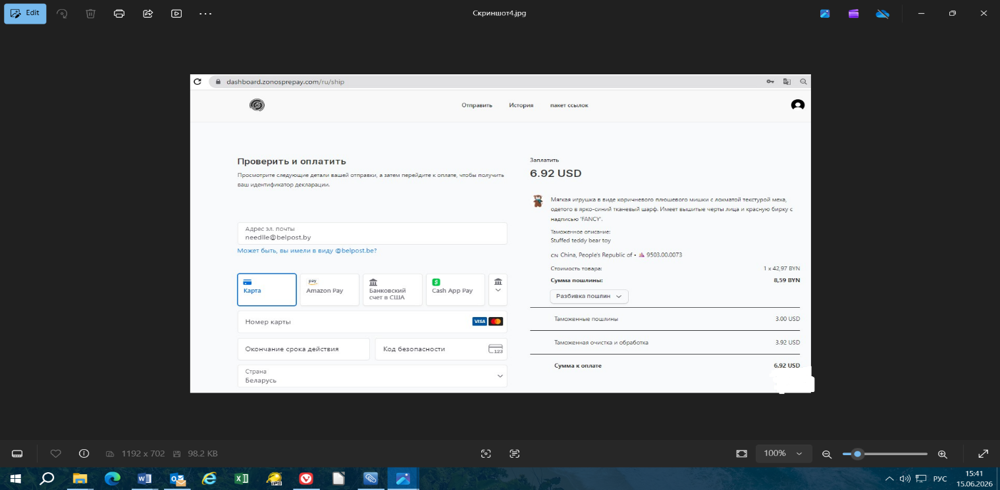 Edit
Скриншот4.jpg
dashboard.zonosprepay.com/ru/ship
Отправить
История
пакет ссылок
Проверить и оплатить
Просмотрите следующие детали вашей отправки, а затем перейдите к оплате, чтобы получить
ваш идентификатор декларации.
Адрес эл. почты
needlle@belpost.by
Может быть, вы имели в виду @belpost.be?
Карта
pay
Amazon Pay
Банковский
счет в США
$
Cash App Pay
Номер карты
VISA
Окончание срока действия
Код безопасности
123
Страна
Беларусь
Заплатить
6.92 USD
Мягкая игрушка в виде коричневого плюшевого мишки с лохматой текстурой меха,
одетого в ярко-синий тканевый шарф. Имеет вышитые черты лица и красную бирку с
надписью 'FANCY'.
Таможенное описание:
Stuffed teddy bear toy
CN China, People's Republic of • 9503.00.0073
Стоимость товара: 1 x 42,97 BYN
Сумма пошлины: 8,59 BYN
Разбивка пошлин
Таможенные пошлины 3.00 USD
Таможенная очистка и обработка 3.92 USD
Сумма к оплате 6.92 USD
1192 x 702
98.2 KB
100%
РУС
15:41
15.06.2026